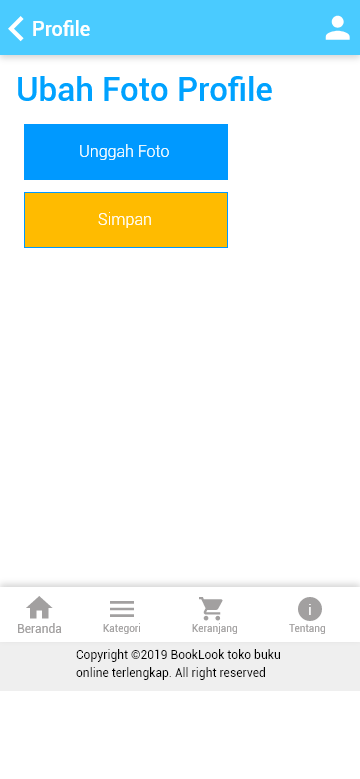 Profile
Ubah Foto Profile
Unggah Foto
Simpan
Beranda
Kategori
Keranjang
Tentang
Copyright ©2019 BookLook toko buku
online terlengkap. All right reserved